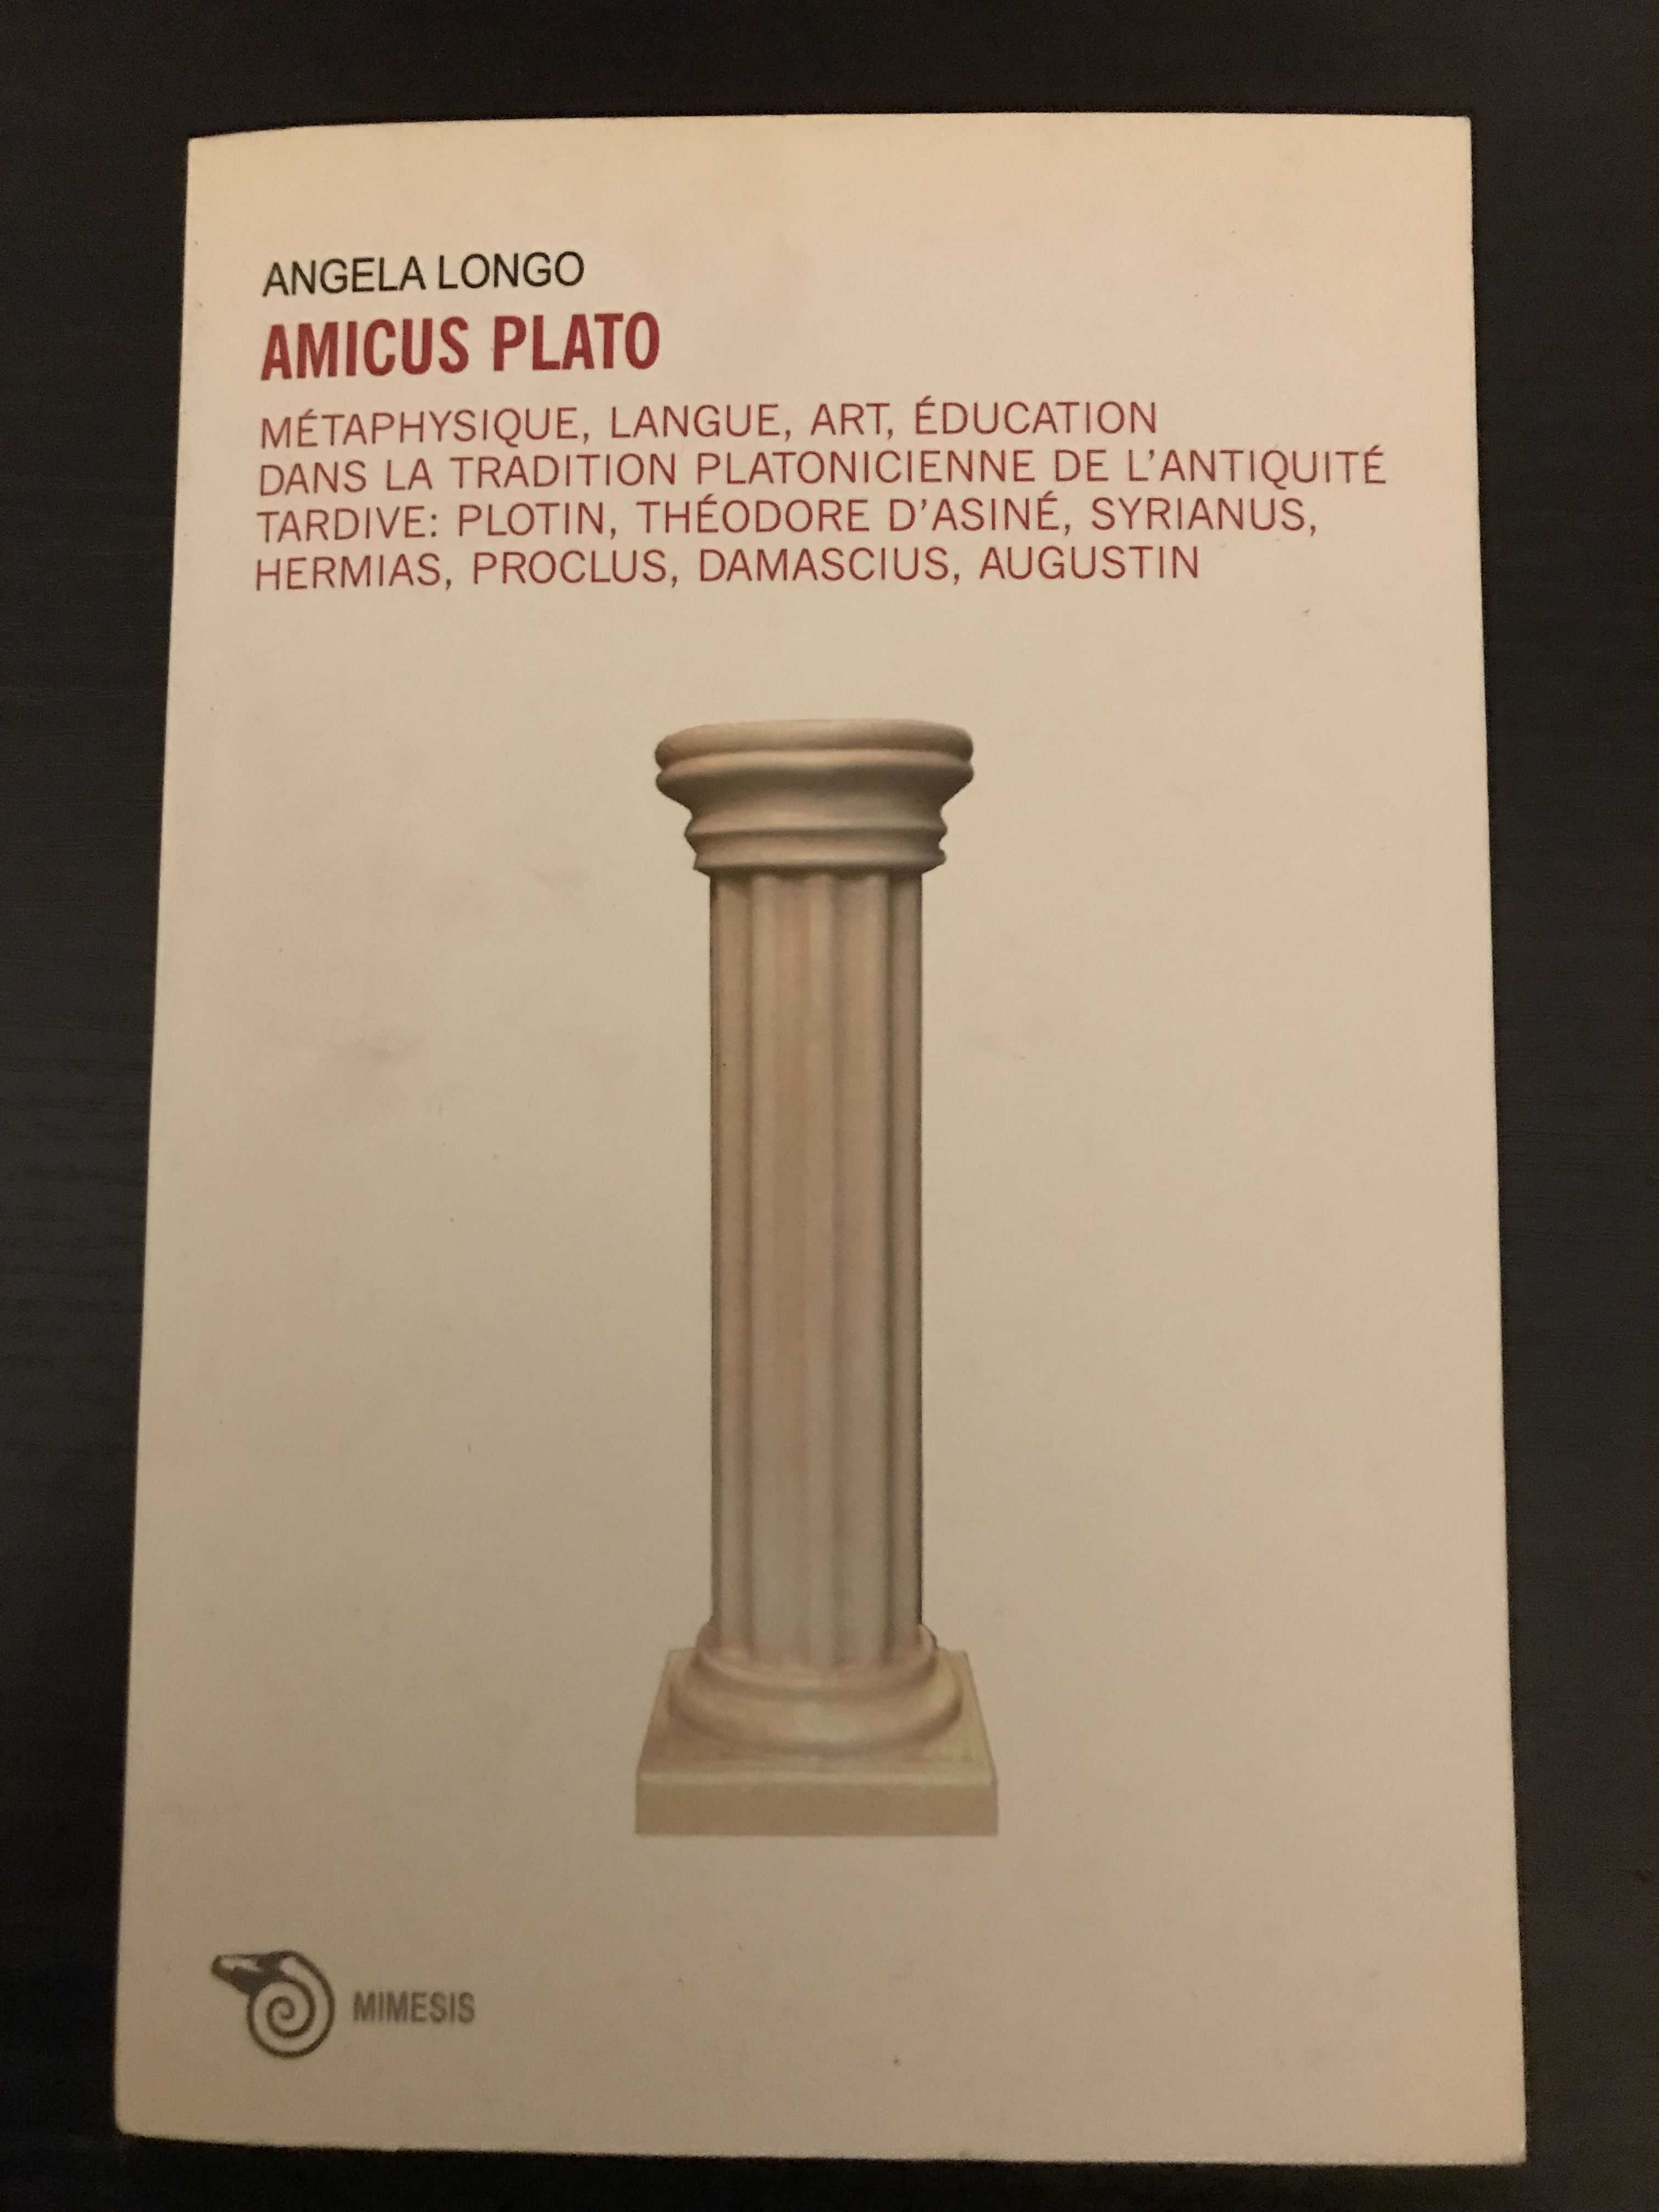 ANGELA LONGO
AMICUS PLATO
MÉTAPHYSIQUE, LANGUE, ART, ÉDUCATION
DANS LA TRADITION PLATONICIENNE DE L'ANTIQUITÉ
TARDIVE: PLOTIN, THÉODORE D'ASINÉ, SYRIANUS,
HERMIAS, PROCLUS, DAMASCIUS, AUGUSTIN
MIMESIS